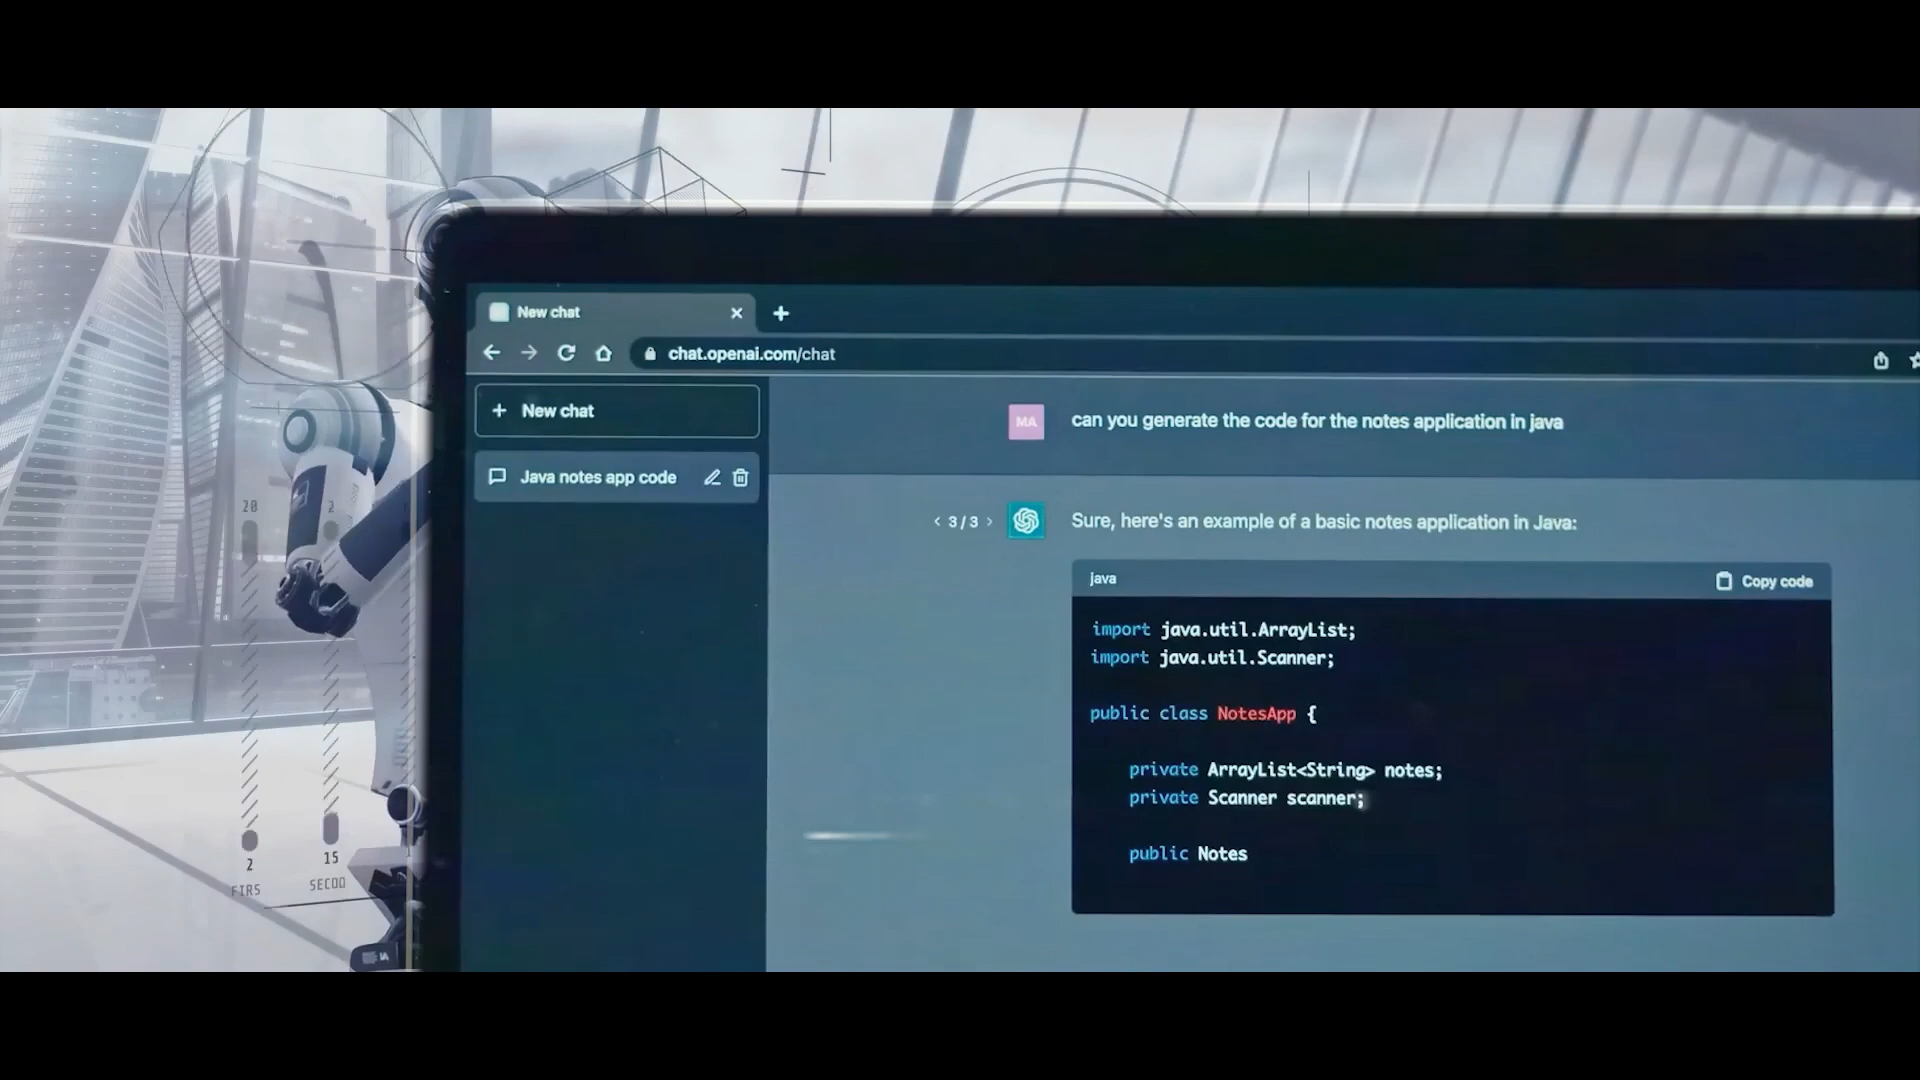 New chat
chat.openai.com/chat
New chat
MA
can you generate the code for the notes application in java
Java notes app code
< 3 / 3 >
Sure, here's an example of a basic notes application in Java:
java
Copy code
import java.util.ArrayList;
import java.util.Scanner;
public class NotesApp {
private ArrayList<String> notes;
private Scanner scanner;
public Notes
20
2
2
15
FIRS
SECOD
IA